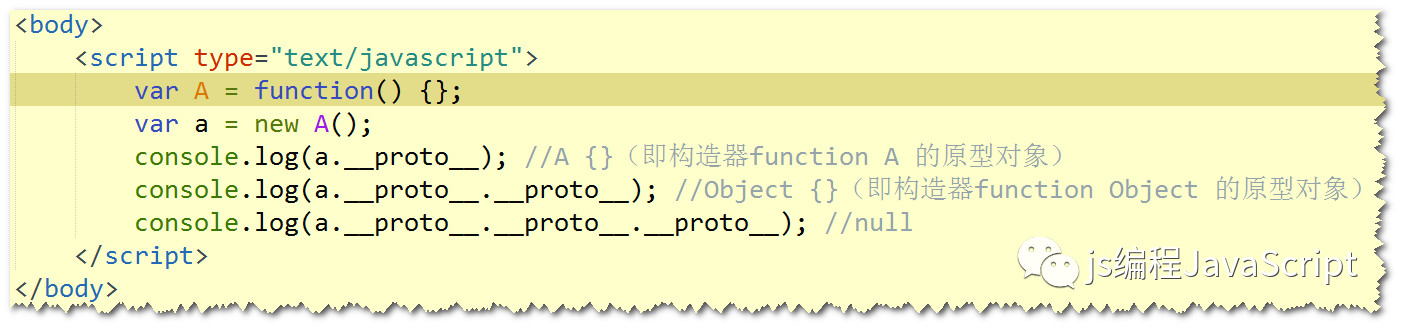 <body>
<script type="text/javascript">
var A = function() {};
var a = new A();
console.log(a.__proto__); //A {}（即构造器function A 的原型对象）
console.log(a.__proto__.__proto__); //Object {}（即构造器function Object 的原型对象）
console.log(a.__proto__.__proto__.__proto__); //null
</script>
</body>
js编程JavaScript